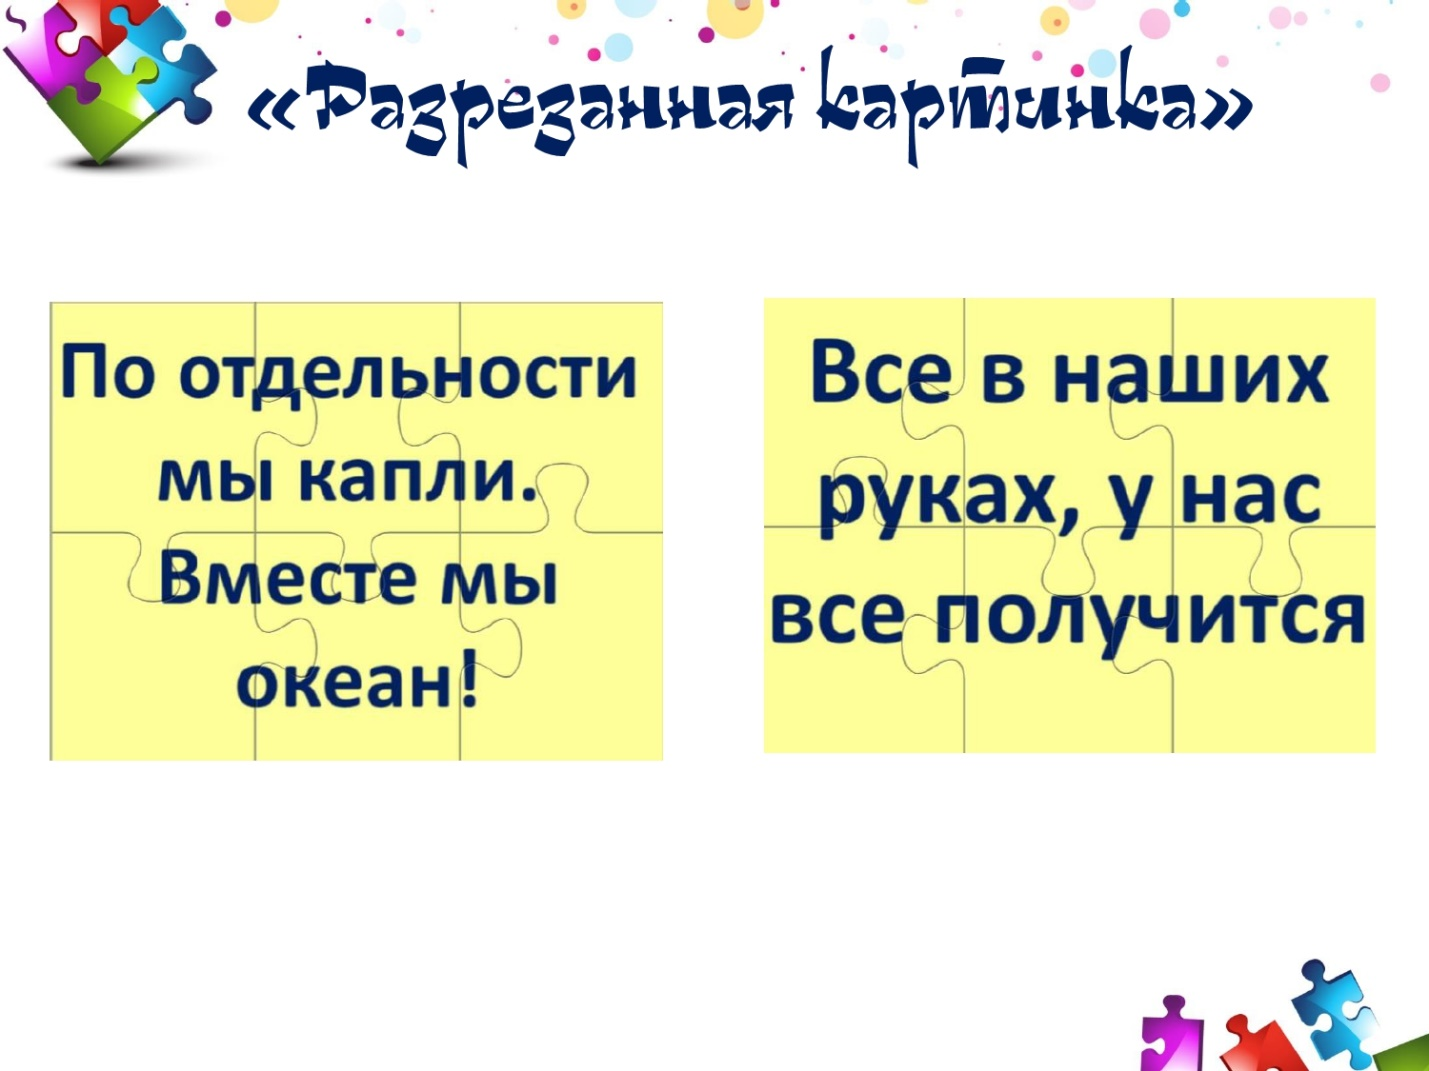 «Разрезанная картинка»
По отдельности
мы капли.
Вместе мы
океан!
Все в наших
руках, у нас
все получится